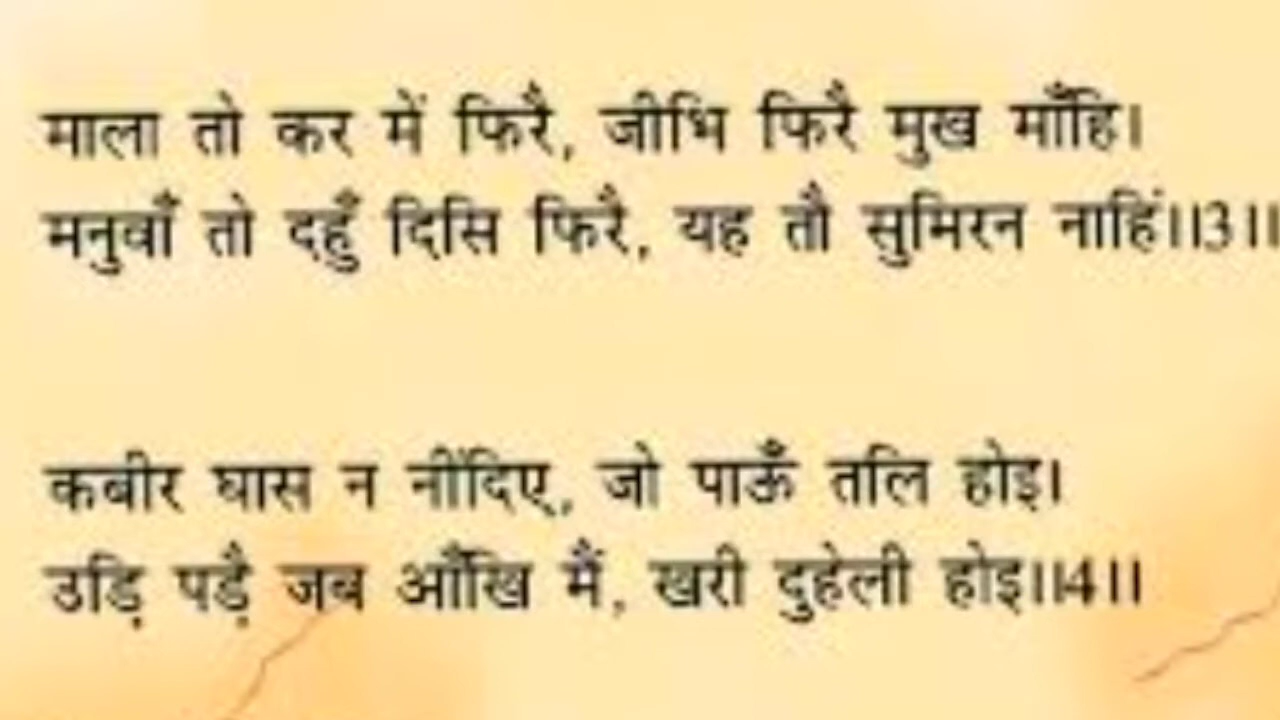 माला तो कर में फिरै, जीभि फिरै मुख माँहि।
मनुवाँ तो दहुँ दिसि फिरै, यह तौ सुमिरन नाहिं।।3।।
कबीर घास न नींदिए, जो पाऊँ तलि होइ।
उड़ि पड़ै जब आँखि मैं, खरी दुहेली होइ।।4।।